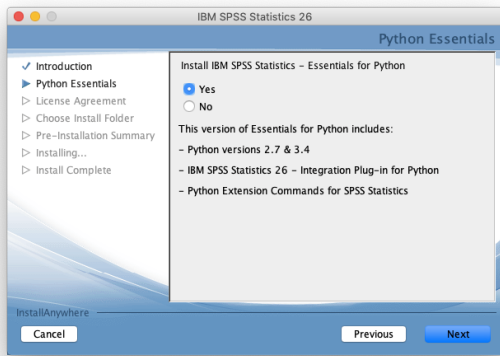 IBM SPSS Statistics 26
Python Essentials
Introduction
Python Essentials
License Agreement
Choose Install Folder
Pre-Installation Summary
Installing...
Install Complete
Install IBM SPSS Statistics - Essentials for Python
Yes
No
This version of Essentials for Python includes:
- Python versions 2.7 & 3.4
- IBM SPSS Statistics 26 - Integration Plug-in for Python
- Python Extension Commands for SPSS Statistics
InstallAnywhere
Cancel
Previous
Next